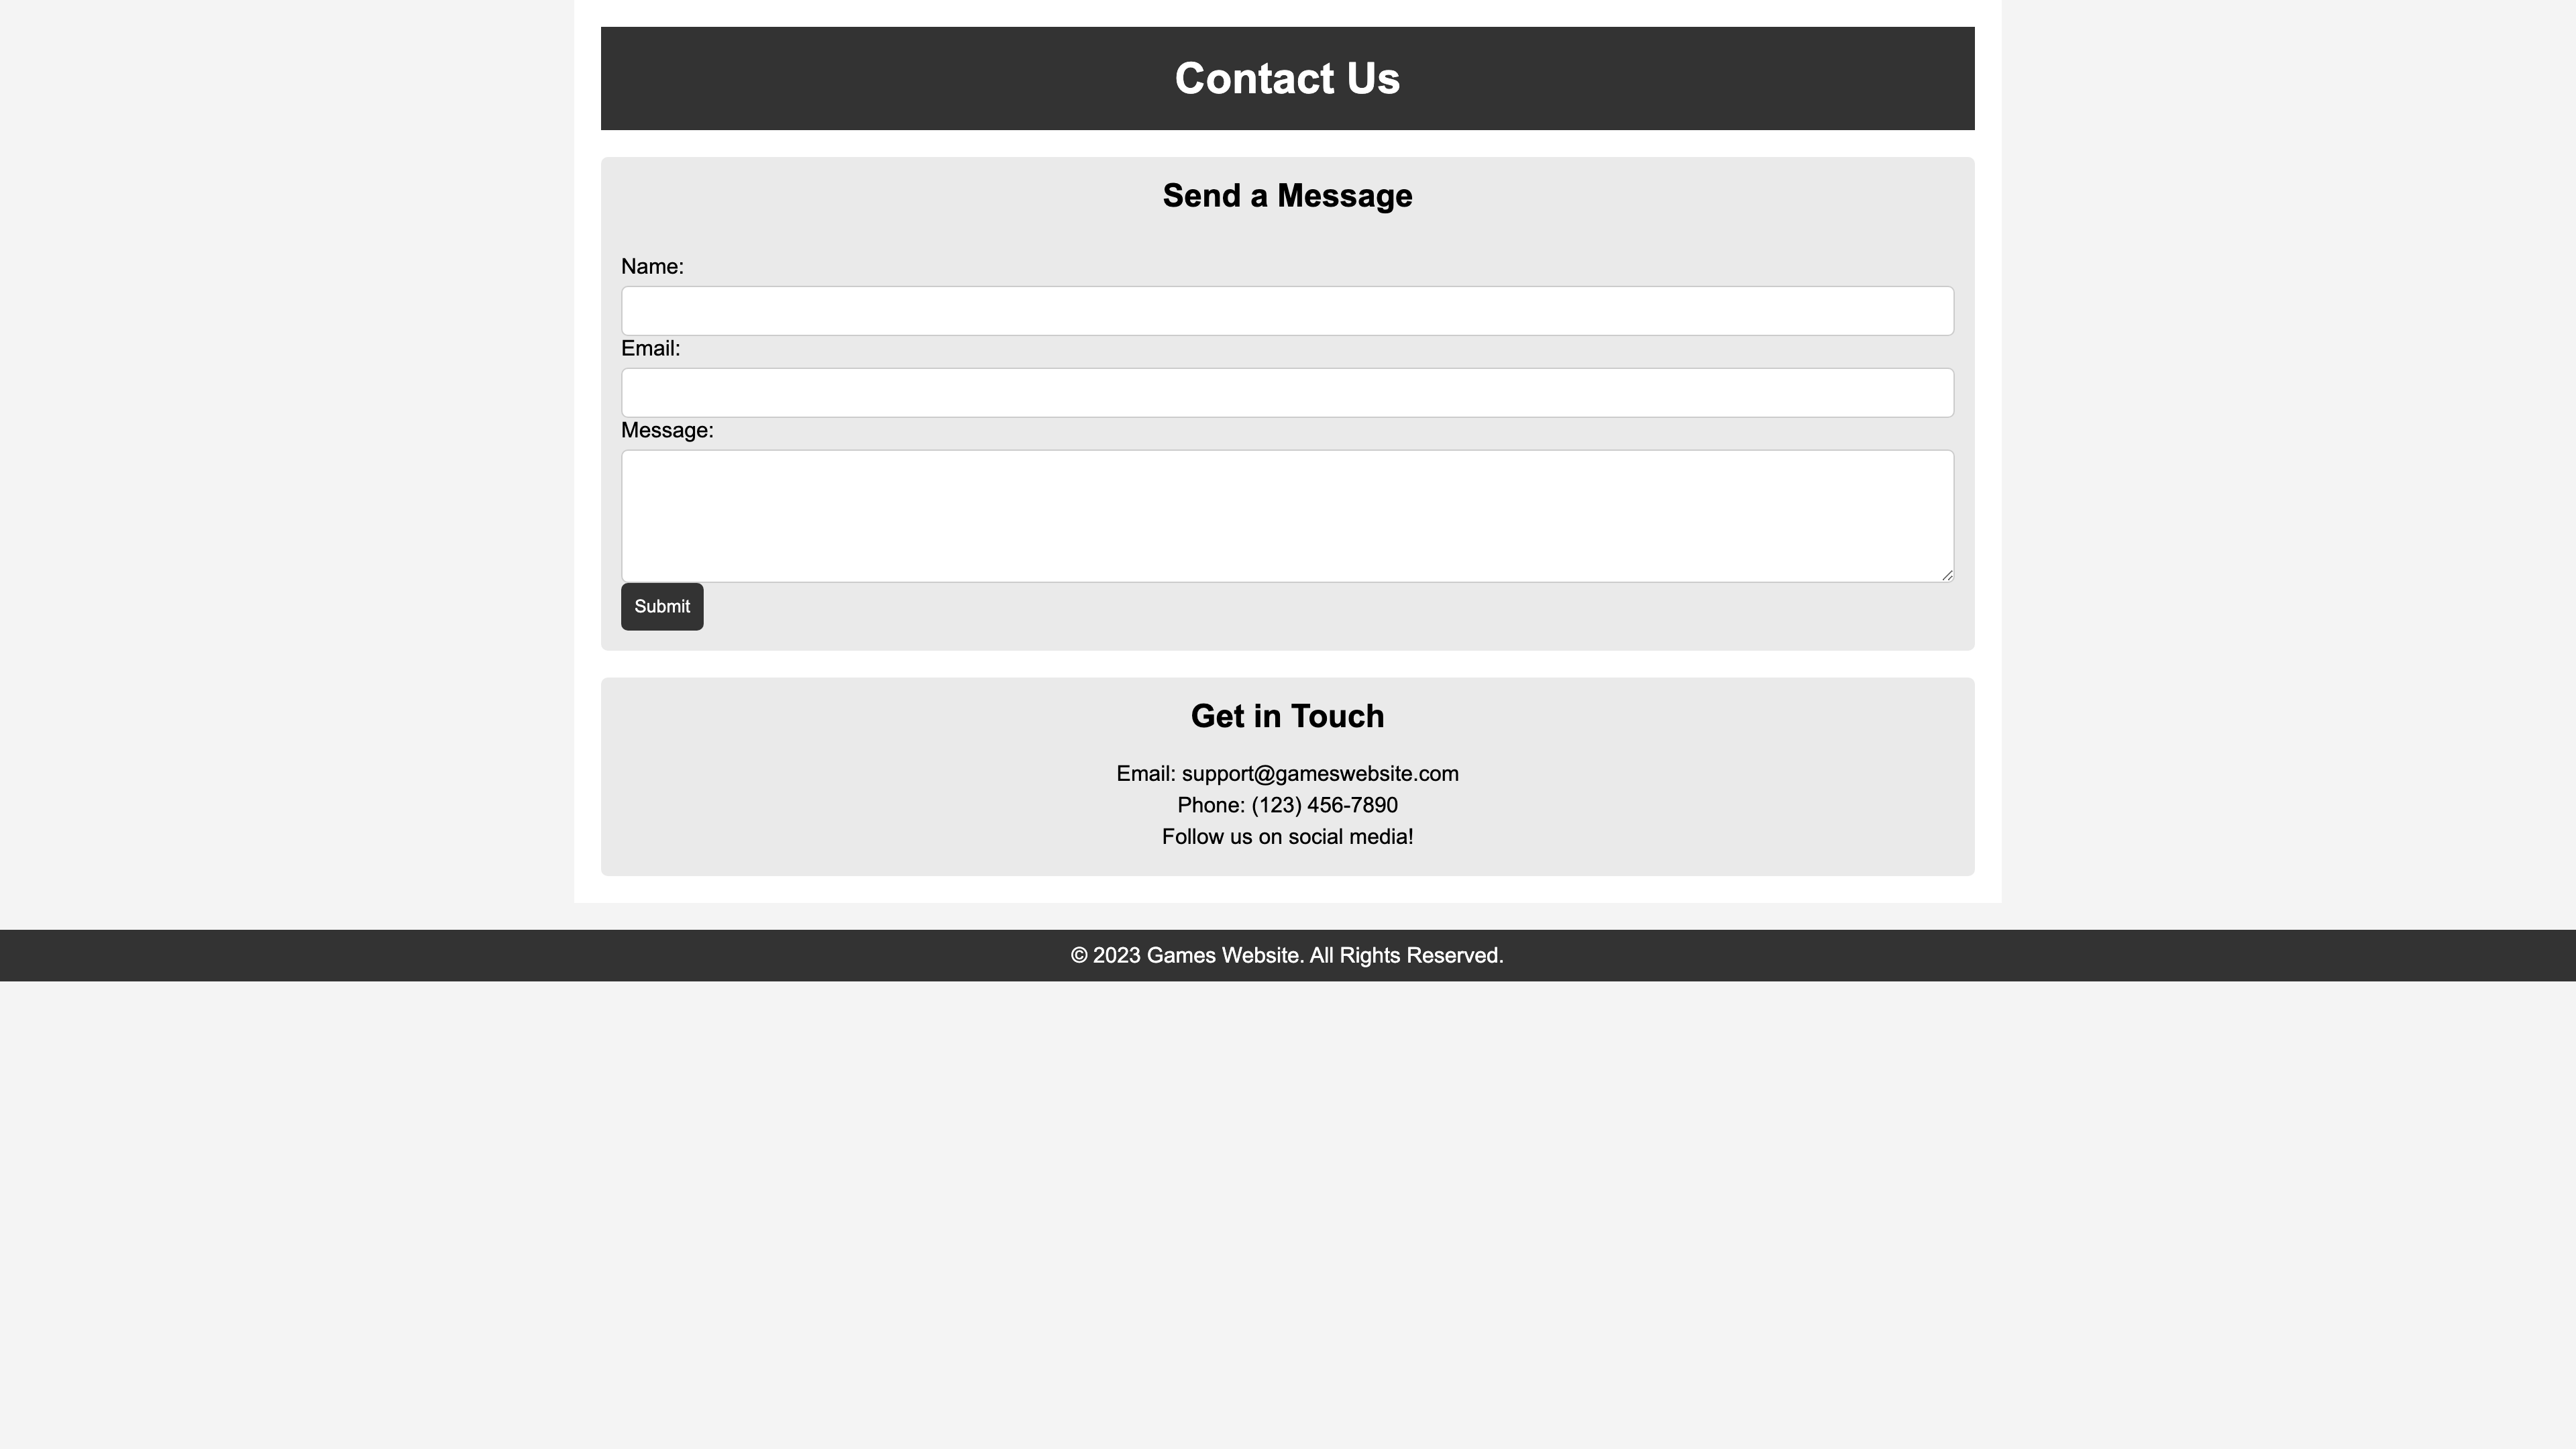 Contact Us
Send a Message
Name:
Email:
Message:
Submit
Get in Touch
Email: support@gameswebsite.com
Phone: (123) 456-7890
Follow us on social media!
© 2023 Games Website. All Rights Reserved.